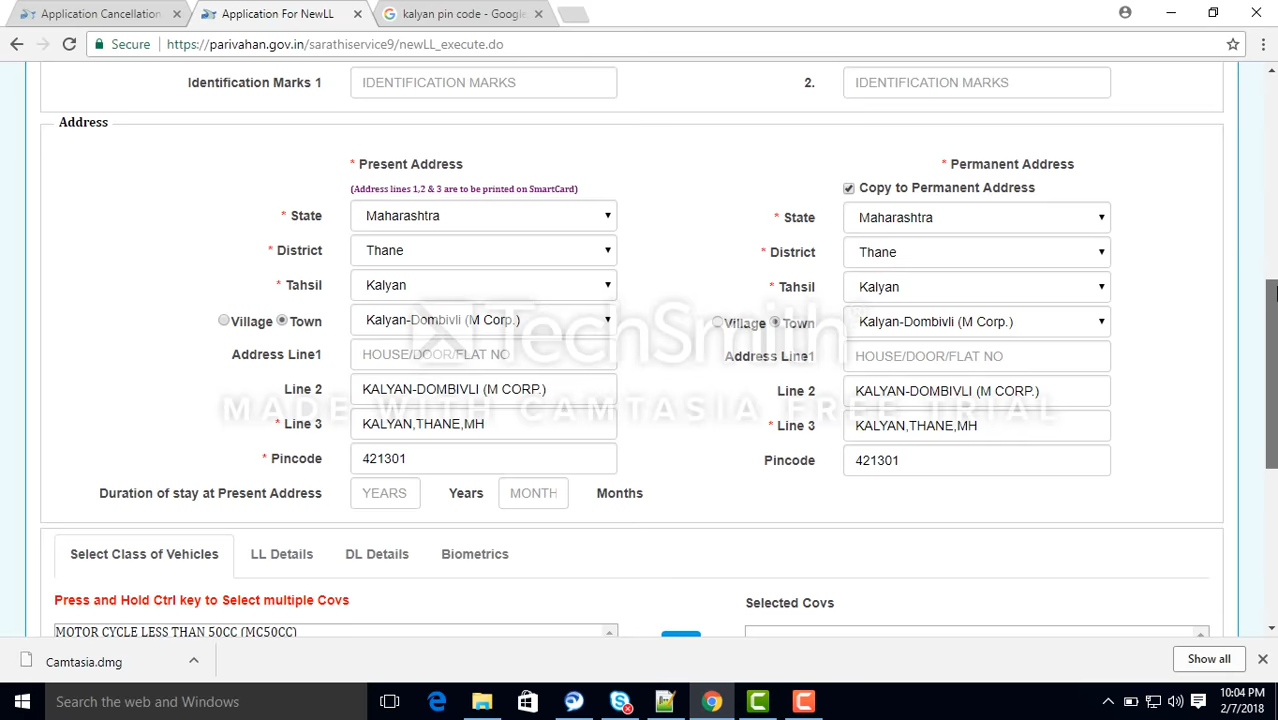 Application Cancellation
Application For NewLL
kalyan pin code - Google
Secure
https://parivahan.gov.in/sarathiservice9/newLL_execute.do
Identification Marks 1
IDENTIFICATION MARKS
2.
IDENTIFICATION MARKS
Address
* Present Address
* Permanent Address
(Address lines 1,2 & 3 are to be printed on SmartCard)
Copy to Permanent Address
* State
Maharashtra
* State
Maharashtra
* District
Thane
* District
Thane
* Tahsil
Kalyan
* Tahsil
Kalyan
Village
Town
Kalyan-Dombivli (M Corp.)
Village
Town
Kalyan-Dombivli (M Corp.)
TechSmith
Address Line1
HOUSE/DOOR/FLAT NO
Address Line1
HOUSE/DOOR/FLAT NO
Line 2
KALYAN-DOMBIVLI (M CORP.)
Line 2
KALYAN-DOMBIVLI (M CORP.)
MADE WITH CAMTASIA FREE TRIAL
* Line 3
KALYAN,THANE,MH
* Line 3
KALYAN,THANE,MH
* Pincode
421301
Pincode
421301
Duration of stay at Present Address
YEARS
Years
MONTH
Months
Select Class of Vehicles
LL Details
DL Details
Biometrics
Press and Hold Ctrl key to Select multiple Covs
Selected Covs
MOTOR CYCLE LESS THAN 50CC (MC50CC)
Camtasia.dmg
Show all
Search the web and Windows
10:04 PM
2/7/2018